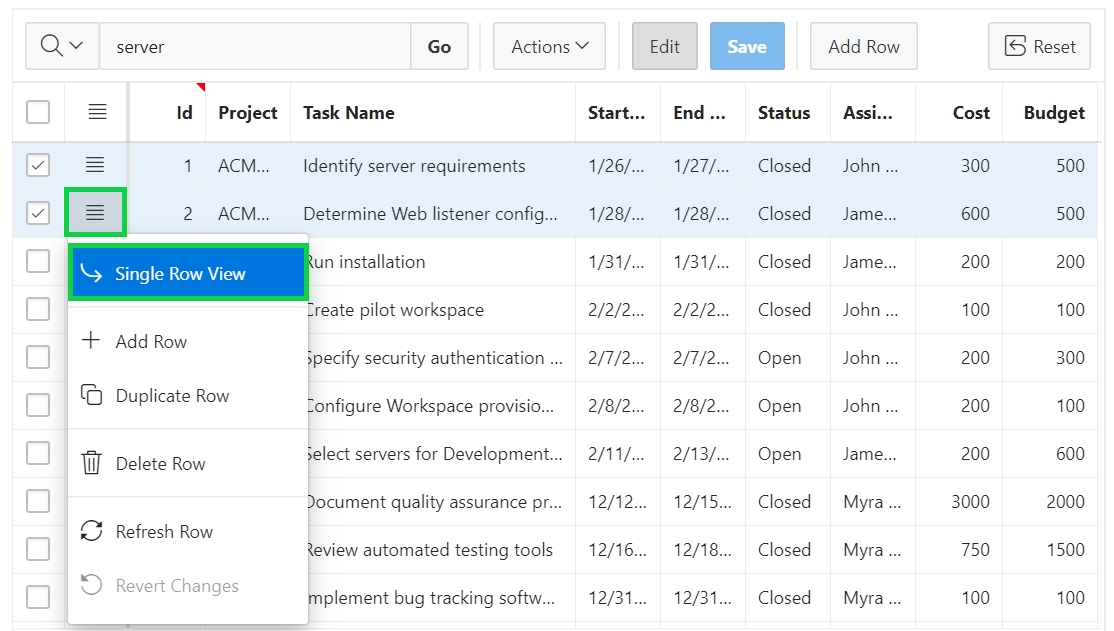 server Go Actions Edit Save Add Row Reset
Id Project Task Name Start... End ... Status Assi... Cost Budget
1 ACM... Identify server requirements 1/26/... 1/27/... Closed John ... 300 500
2 ACM... Determine Web listener config... 1/28/... 1/28/... Closed Jame... 600 500
Single Row View Run installation 1/31/... 1/31/... Closed Jame... 200 200
Create pilot workspace 2/2/2... 2/2/2... Closed John ... 100 100
Add Row Specify security authentication ... 2/7/2... 2/7/2... Open John ... 200 300
Duplicate Row Configure Workspace provisio... 2/8/2... 2/8/2... Open John ... 200 100
Delete Row Select servers for Development... 2/11/... 2/13/... Open Jame... 200 600
Document quality assurance pr... 12/12... 12/15... Closed Myra ... 3000 2000
Refresh Row Review automated testing tools 12/16... 12/18... Closed Myra ... 750 1500
Revert Changes Implement bug tracking softw... 12/31... 12/31... Closed Myra ... 100 100